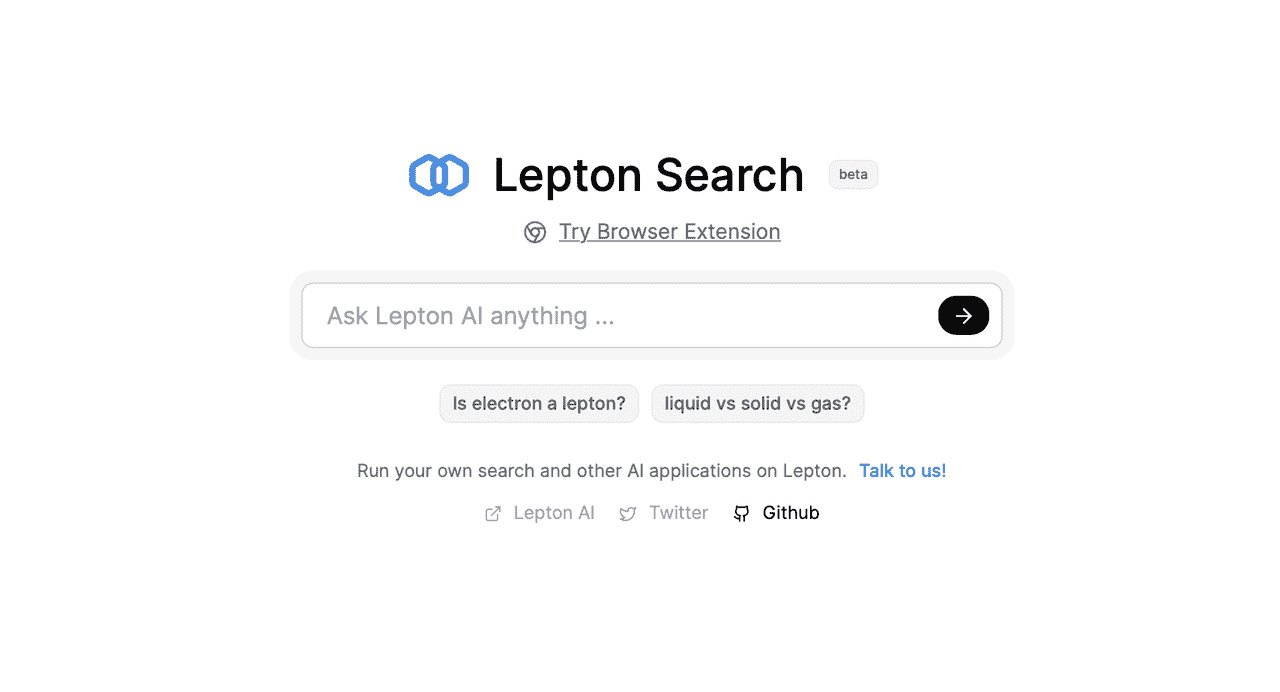 Lepton Search beta
Try Browser Extension
Ask Lepton AI anything ...
Is electron a lepton? liquid vs solid vs gas?
Run your own search and other AI applications on Lepton. Talk to us!
Lepton AI Twitter Github